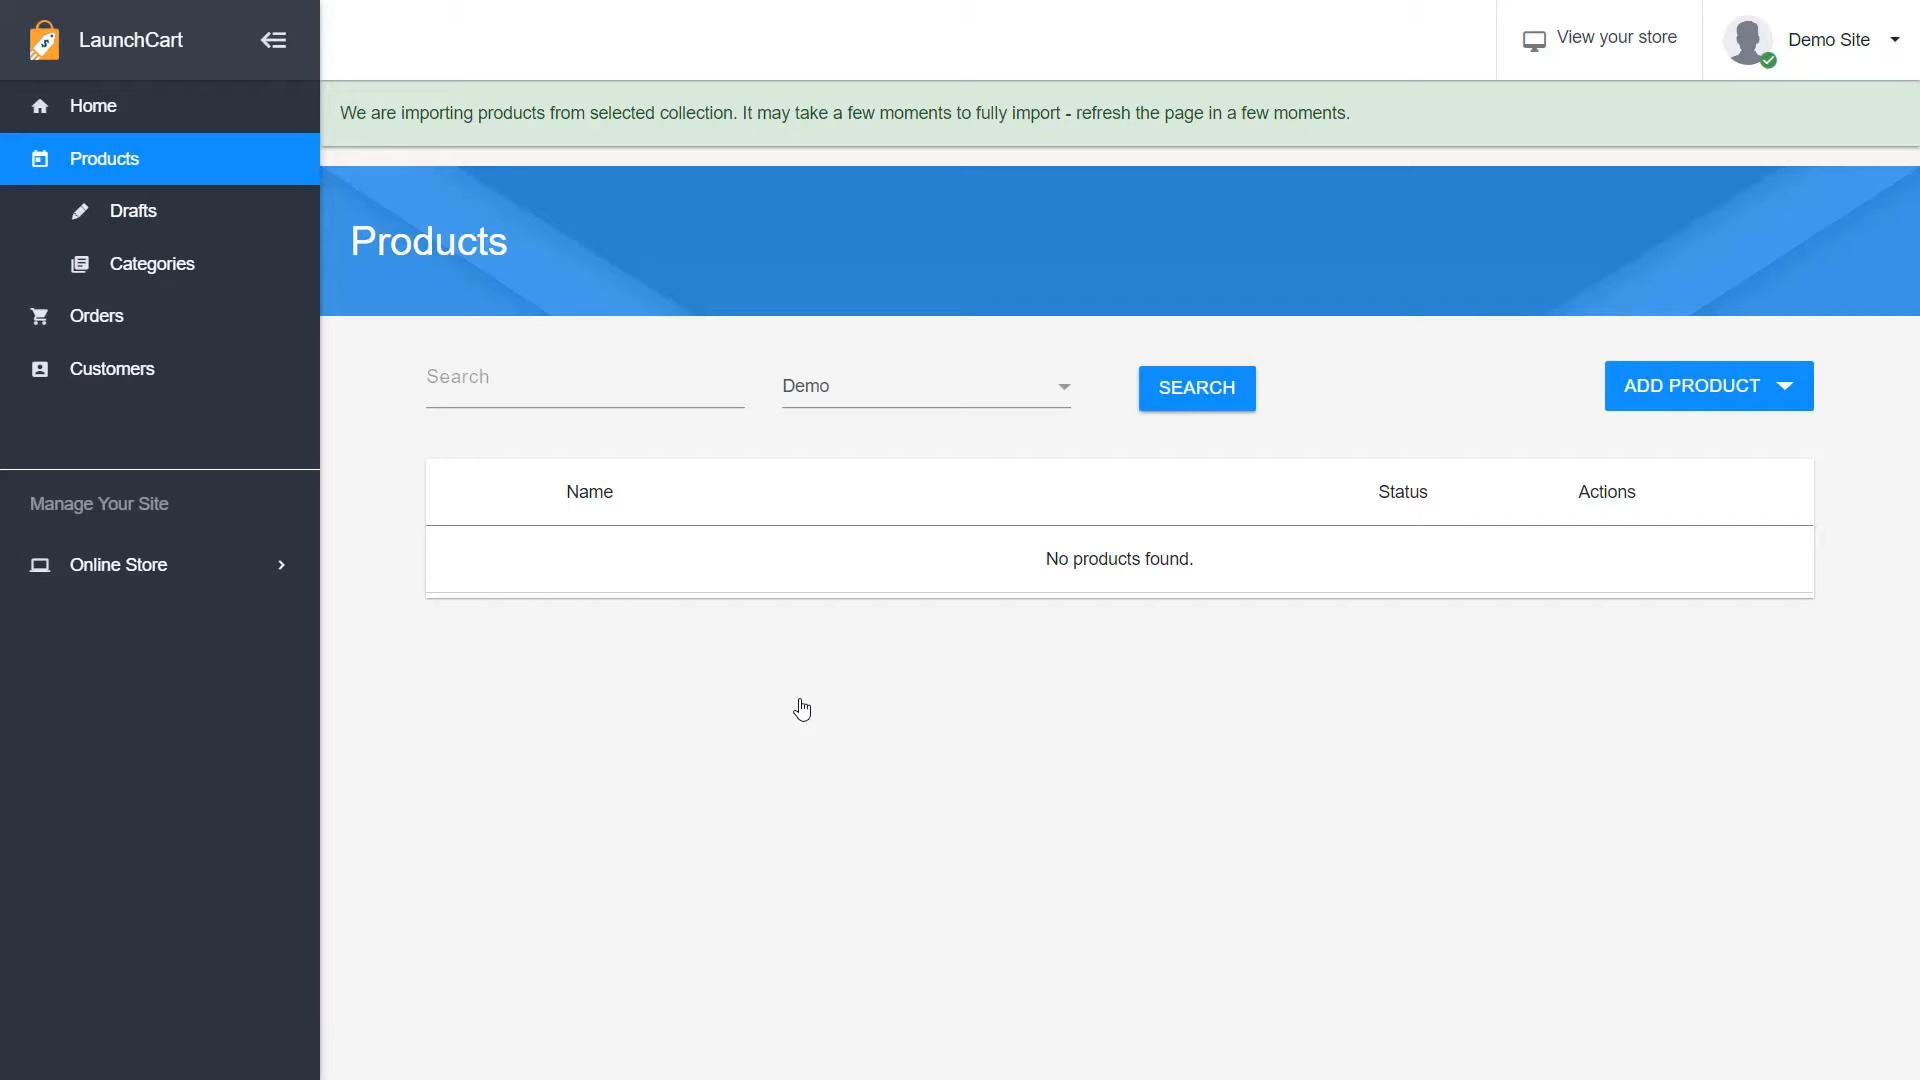 LaunchCart
View your store
Demo Site
Home
We are importing products from selected collection. It may take a few moments to fully import - refresh the page in a few moments.
Products
Drafts
Categories
Orders
Customers
Manage Your Site
Online Store
Products
Search
Demo
SEARCH
ADD PRODUCT
Name
Status
Actions
No products found.